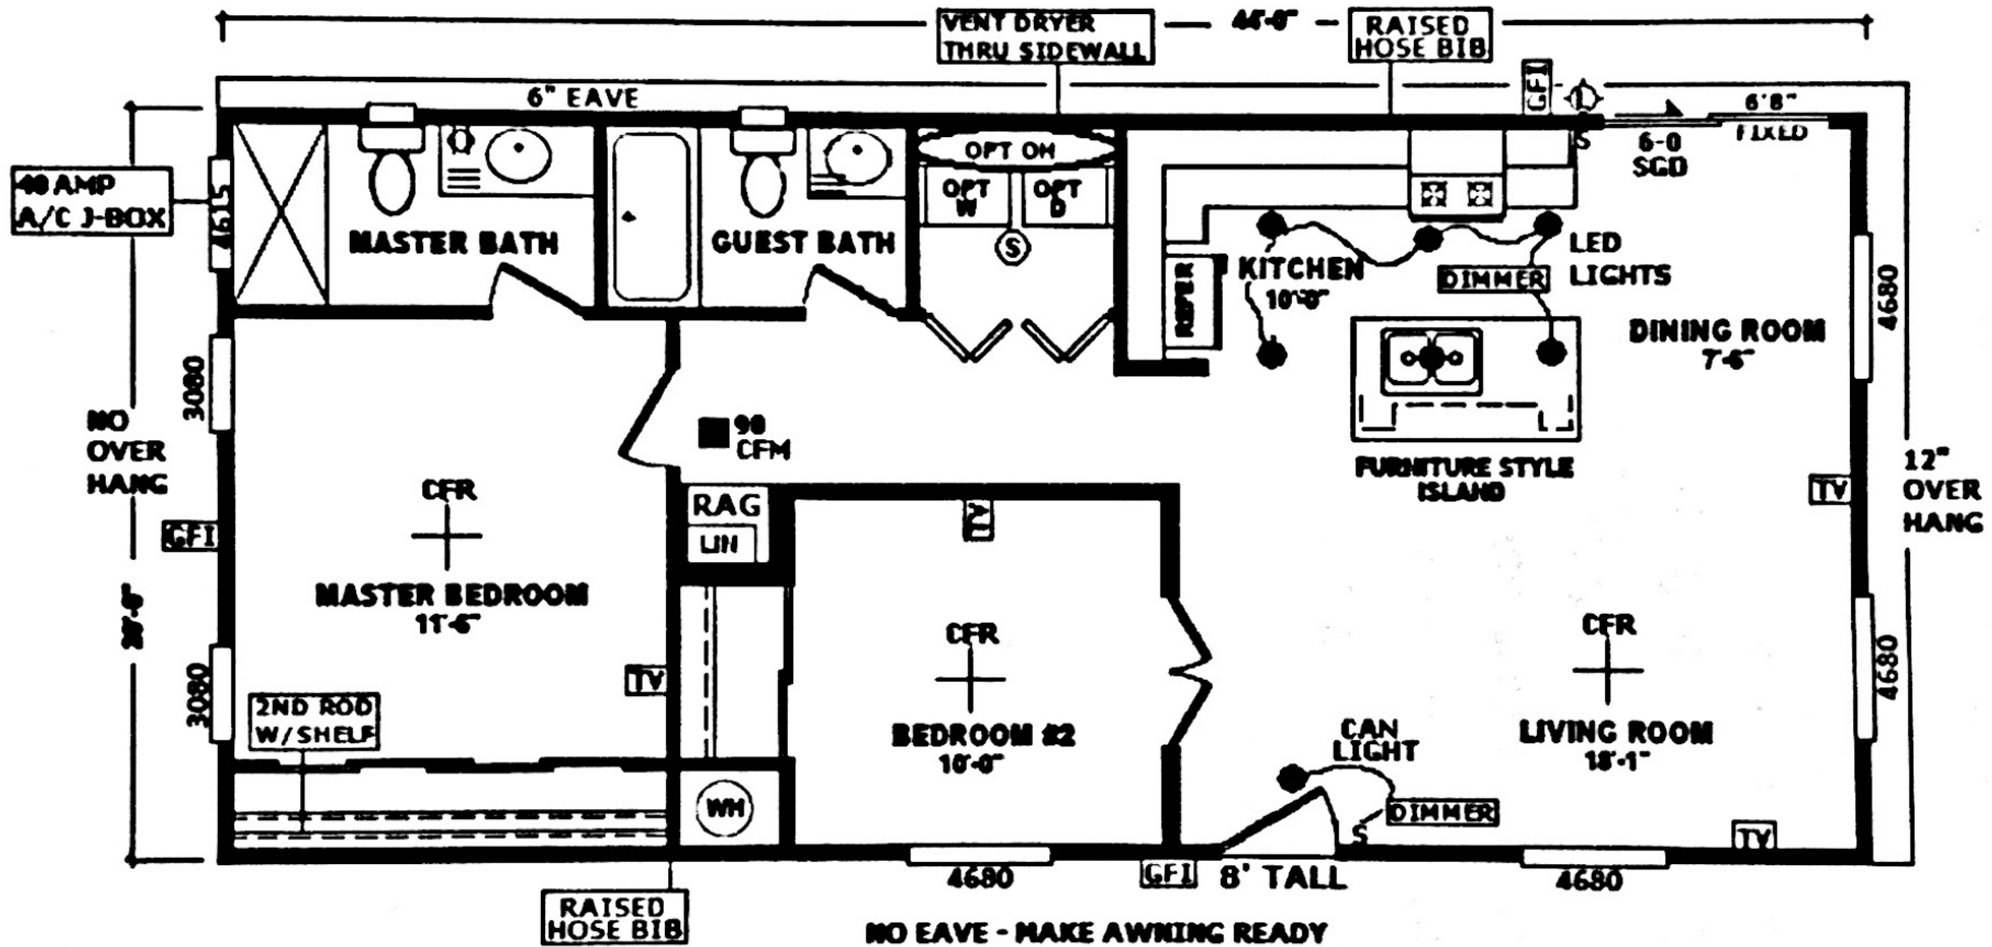 VENT DRYER
THRU SIDEWALL
44'-0"
RAISED
HOSE BIB
6" EAVE
GFI
L
6'8"
S
6-0
SGD
FIXED
40 AMP
A/C J-BOX
4615
OPT OH
OPT
W
OPT
D
S
MASTER BATH
GUEST BATH
REFER
KITCHEN
10'-0"
LED
LIGHTS
DIMMER
4680
DINING ROOM
7'-6"
3080
NO
OVER
HANG
90
CFM
FURNITURE STYLE
ISLAND
12"
OVER
HANG
TV
CFR
RAG
LIN
TV
GFI
MASTER BEDROOM
11'-6"
20'-0"
CFR
CFR
TV
3080
2ND ROD
W/SHELF
BEDROOM #2
10'-0"
CAN
LIGHT
LIVING ROOM
18'-1"
4680
WH
DIMMER
S
TV
4680
GFI
8' TALL
4680
RAISED
HOSE BIB
NO EAVE - MAKE AWNING READY